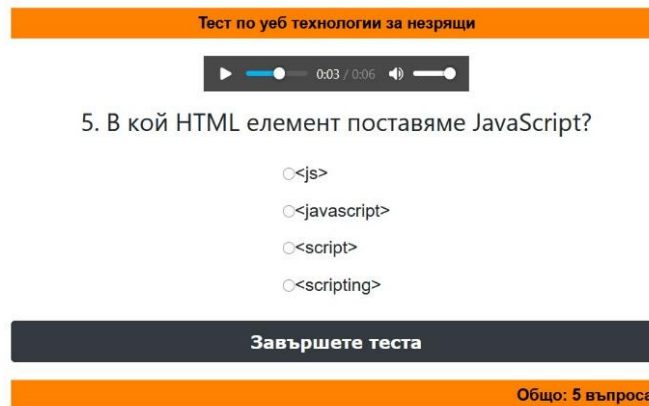 Тест по уеб технологии за незрящи
0:03 / 0:06
5. В кой HTML елемент поставяме JavaScript?
<js>
<javascript>
<script>
<scripting>
Завършете теста
Общо: 5 въпроса